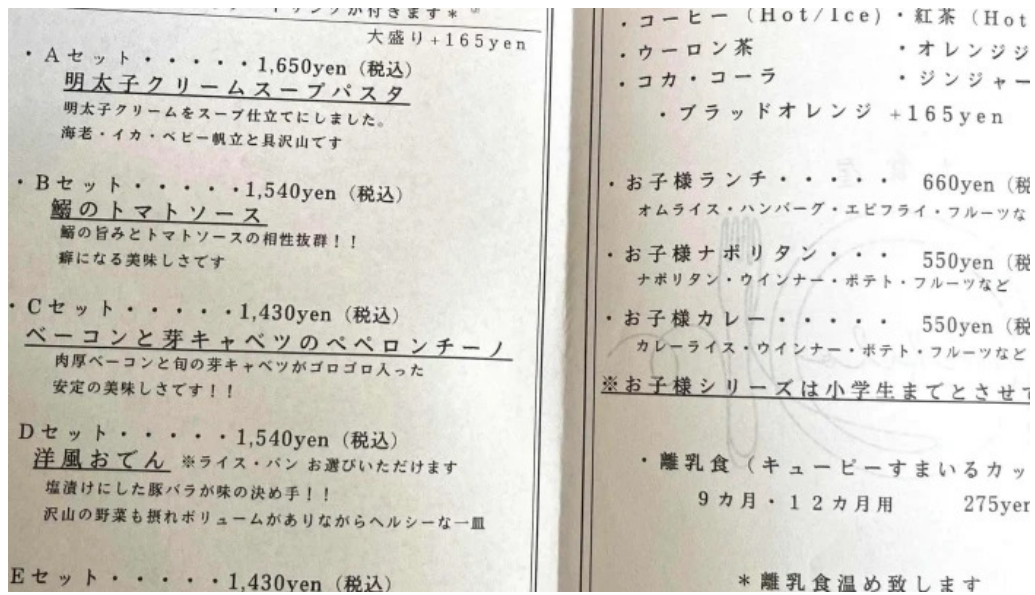 ングが付きます*
大盛り+165yen
・Aセット・・・・・1,650yen (税込)
明太子クリームスープパスタ
明太子クリームをスープ仕立てにしました。
海老・イカ・ベビー帆立と具沢山です
・Bセット・・・・・1,540yen (税込)
鰯のトマトソース
鰯の旨みとトマトソースの相性抜群！！
癖になる美味しさです
・Cセット・・・・・1,430yen (税込)
ベーコンと芽キャベツのペペロンチーノ
肉厚ベーコンと旬の芽キャベツがゴロゴロ入った
安定の美味しさです！！
Dセット・・・・・1,540yen (税込)
洋風おでん ※ライス・パン お選びいただけます
塩漬けにした豚バラが味の決め手！！
沢山の野菜も摂れボリュームがありながらヘルシーな一皿
Eセット・・・・・1,430yen (税込)
・コーヒー (Hot/Ice)・紅茶 (Hot
・ウーロン茶 ・オレンジジ
・コカ・コーラ ・ジンジャー
・ブラッドオレンジ +165yen
・お子様ランチ・・・・・ 660yen (税
オムライス・ハンバーグ・エビフライ・フルーツな
・お子様ナポリタン・・・ 550yen (税
ナポリタン・ウインナー・ポテト・フルーツなど
・お子様カレー・・・・・ 550yen (税
カレーライス・ウインナー・ポテト・フルーツなど
※お子様シリーズは小学生までとさせて
・離乳食 (キューピーすまいるカッ
9カ月・12カ月用 275yen
*離乳食温め致します